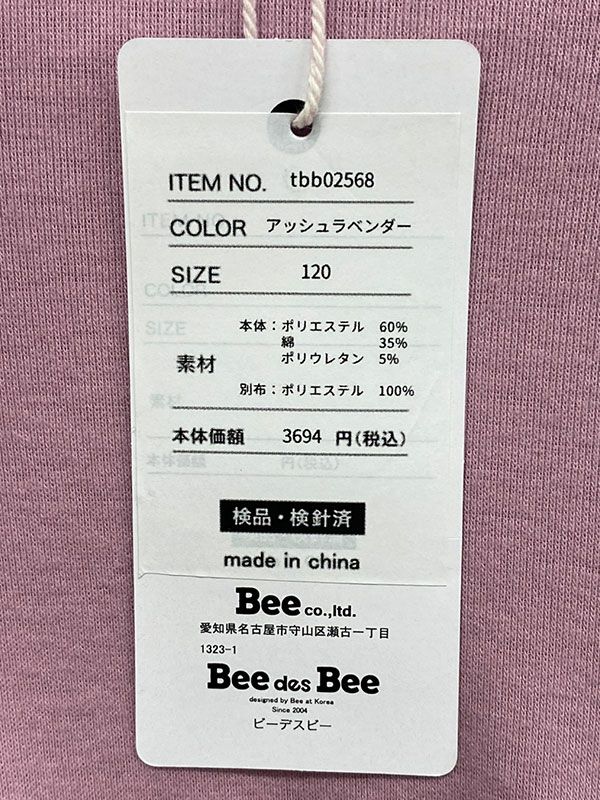 ITEM NO. tbb02568
COLOR アッシュラベンダー
SIZE 120
本体：ポリエステル 60%
綿 35%
素材 ポリウレタン 5%
別布：ポリエステル 100%
本体価額 3694 円(税込)
検品・検針済
made in china
Bee co.,ltd.
愛知県名古屋市守山区瀬古一丁目
1323-1
Bee des Bee
designed by Bee at Korea
Since 2004
ビーデスビー